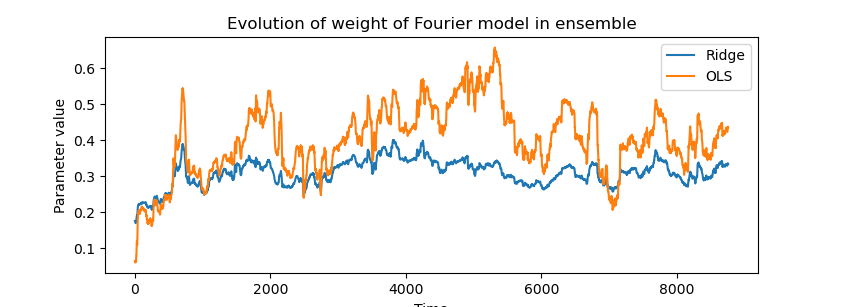 Evolution of weight of Fourier model in ensemble
Ridge
OLS
Parameter value
0.6
0.5
0.4
0.3
0.2
0.1
0
2000
4000
6000
8000